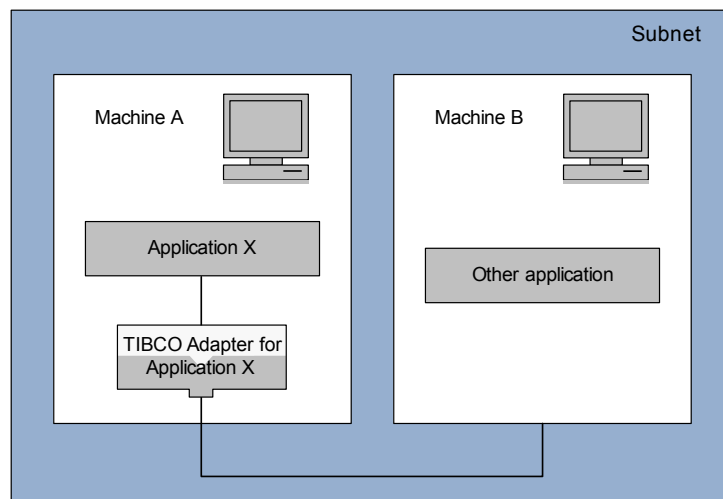 Subnet
Machine A
Machine B
Application X
Other application
TIBCO Adapter for
Application X